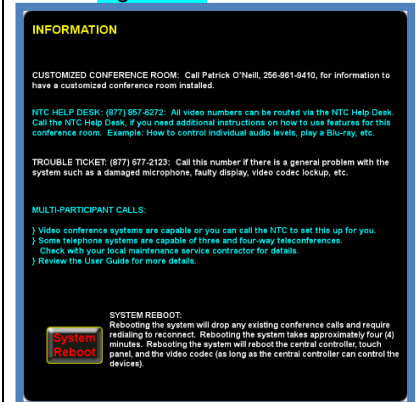 INFORMATION
CUSTOMIZED CONFERENCE ROOM: Call Patrick O'Neill, 256-961-9410, for information to
have a customized conference room installed.
NTC HELP DESK: (877) 857-6272: All video numbers can be routed via the NTC Help Desk.
Call the NTC Help Desk, if you need additional instructions on how to use features for this
conference room. Example: How to control individual audio levels, play a Blu-ray, etc.
TROUBLE TICKET: (877) 677-2123: Call this number if there is a general problem with the
system such as a damaged microphone, faulty display, video codec lockup, etc.
MULTI-PARTICIPANT CALLS:
} Video conference systems are capable or you can call the NTC to set this up for you.
} Some telephone systems are capable of three and four-way teleconferences.
Check with your local maintenance service contractor for details.
} Review the User Guide for more details.
System
Reboot
SYSTEM REBOOT:
Rebooting the system will drop any existing conference calls and require
redialing to reconnect. Rebooting the system takes approximately four (4)
minutes. Rebooting the system will reboot the central controller, touch
panel, and the video codec (as long as the central controller can control the
devices).